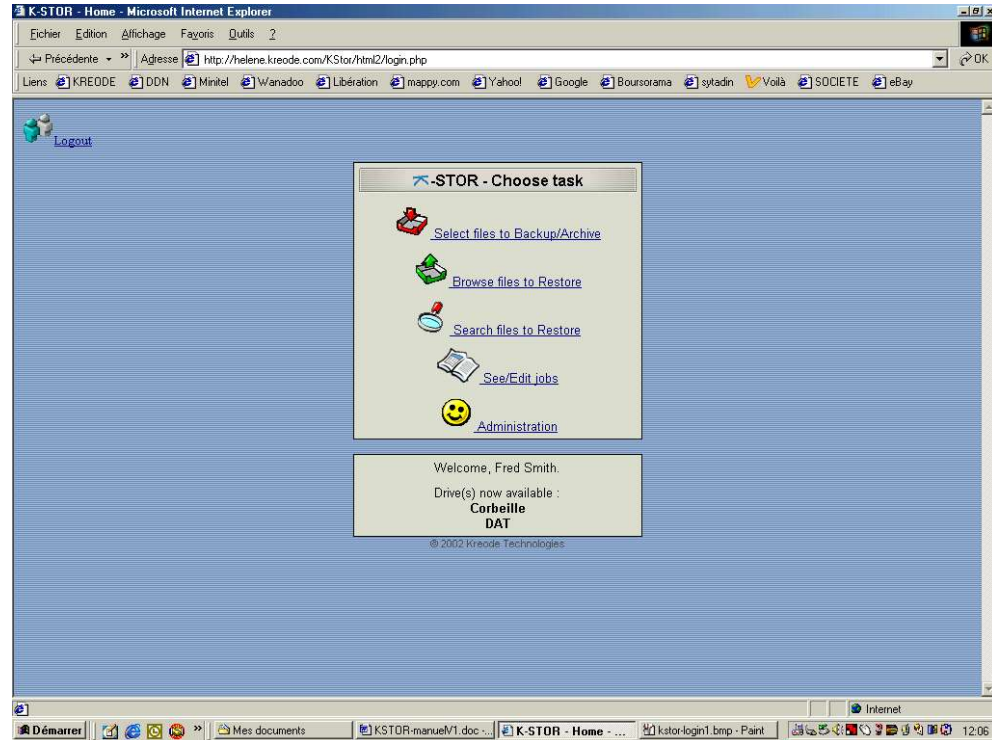 K-STOR - Home - Microsoft Internet Explorer
Fichier Edition Affichage Favoris Outils ?
Précédente » Adresse http://helene.kreode.com/KStor/html2/login.php OK
Liens KREODE DDN Minitel Wanadoo Libération mappy.com Yahoo! Google Boursorama sytadin Voilà SOCIETE eBay
Logout
K-STOR - Choose task
Select files to Backup/Archive
Browse files to Restore
Search files to Restore
See/Edit jobs
Administration
Welcome, Fred Smith.
Drive(s) now available :
Corbeille
DAT
© 2002 Kreode Technologies
Internet
Démarrer » Mes documents KSTOR-manuelV1.doc -... K-STOR - Home - ... kstor-login1.bmp - Paint 12:06